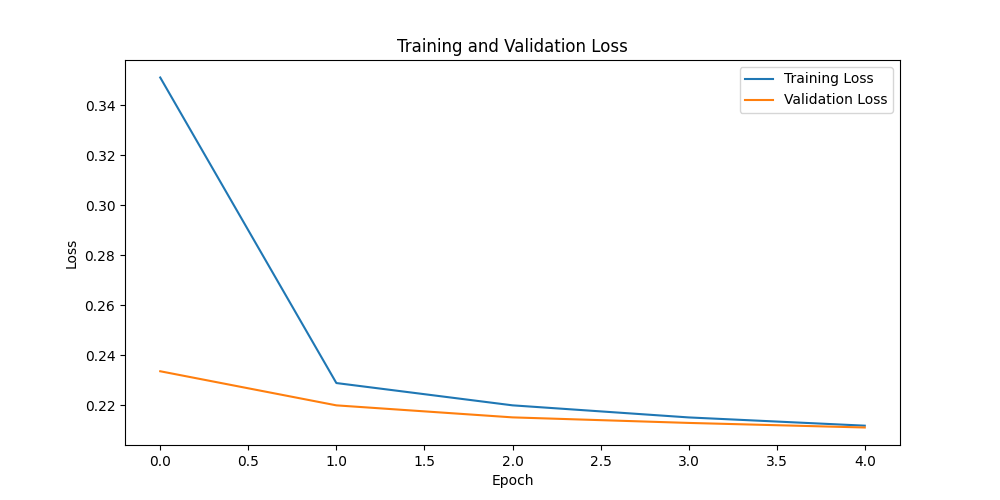 Training and Validation Loss
Training Loss
Validation Loss
0.34
0.32
0.30
0.28
0.26
0.24
0.22
Loss
0.0 0.5 1.0 1.5 2.0 2.5 3.0 3.5 4.0
Epoch